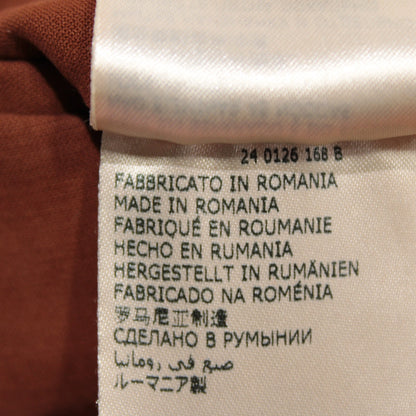 24 0126 168 B
FABBRICATO IN ROMANIA
MADE IN ROMANIA
FABRIQUÉ EN ROUMANIE
HECHO EN RUMANÍA
HERGESTELLT IN RUMÄNIEN
FABRICADO NA ROMÉNIA
罗马尼亚制造
СДЕЛАНО В РУМЫНИИ
صنع في رومانيا
ルーマニア製